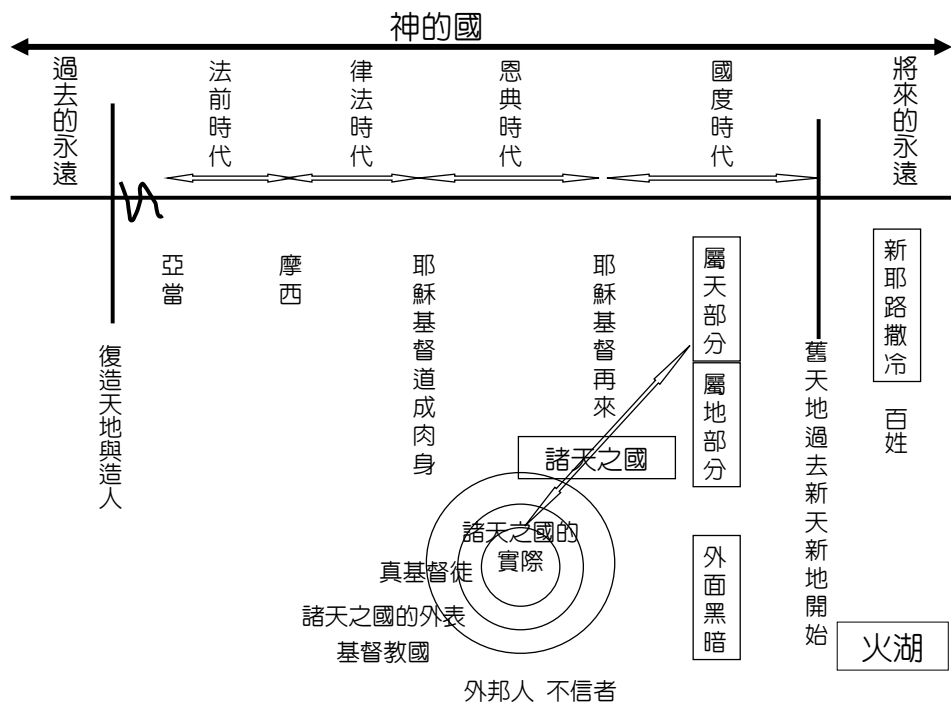 神的國
過去的永遠
法前時代
律法時代
恩典時代
國度時代
將來的永遠
亞當
摩西
耶穌基督道成肉身
耶穌基督再來
屬天部分
屬地部分
新耶路撒冷
百姓
復造天地與造人
舊天地過去新天新地開始
諸天之國
諸天之國的
實際
真基督徒
諸天之國的外表
基督教國
外邦人 不信者
外面黑暗
火湖